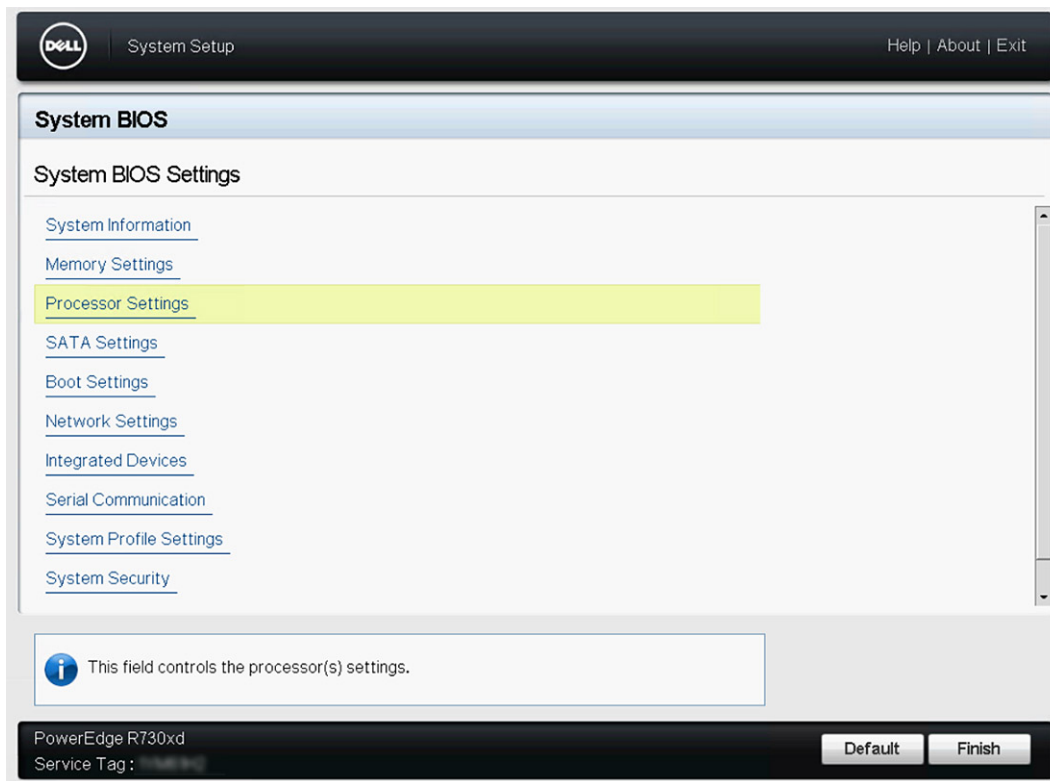 DELL
System Setup
Help | About | Exit
System BIOS
System BIOS Settings
System Information
Memory Settings
Processor Settings
SATA Settings
Boot Settings
Network Settings
Integrated Devices
Serial Communication
System Profile Settings
System Security
This field controls the processor(s) settings.
PowerEdge R730xd
Service Tag :
Default
Finish